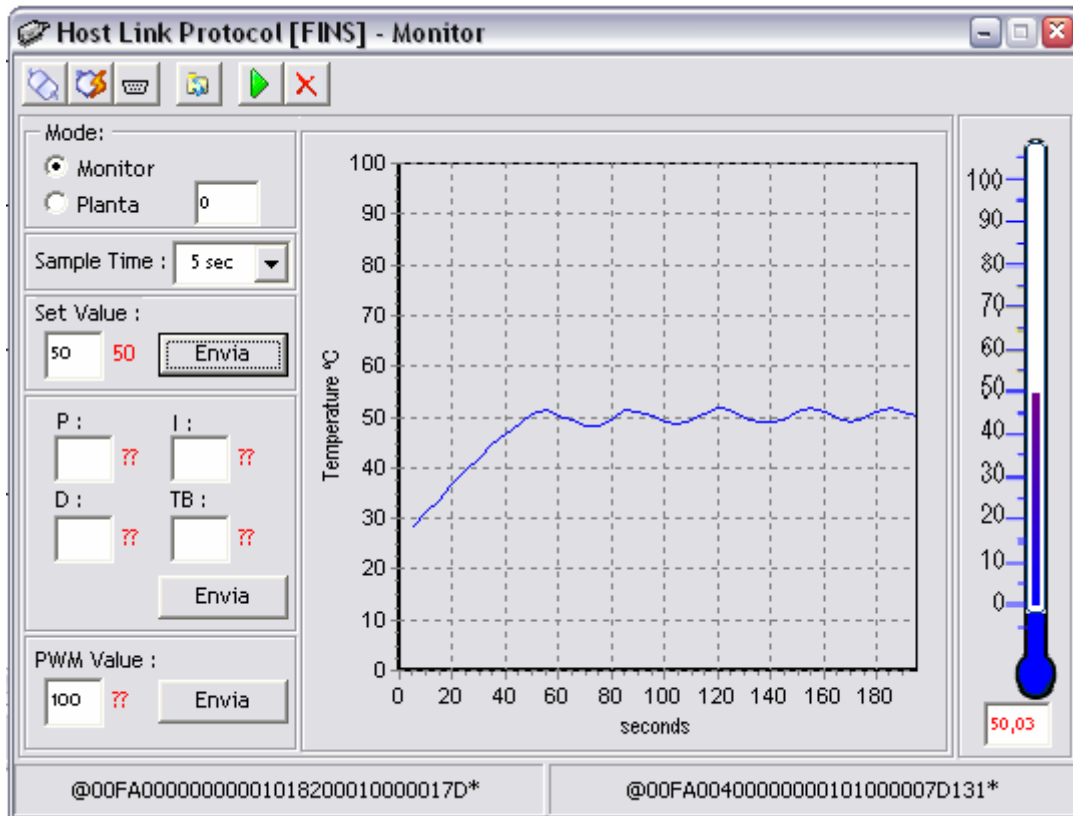 Host Link Protocol [FINS] - Monitor
Mode:
Monitor
Planta
0
Sample Time : 5 sec
Set Value :
50 50 Envia
P : I :
?? ??
D : TB :
?? ??
Envia
PWM Value :
100 ?? Envia
Temperature ºC
100
90
80
70
60
50
40
30
20
10
0
0 20 40 60 80 100 120 140 160 180
seconds
100
90
80
70
60
50
40
30
20
10
0
50,03